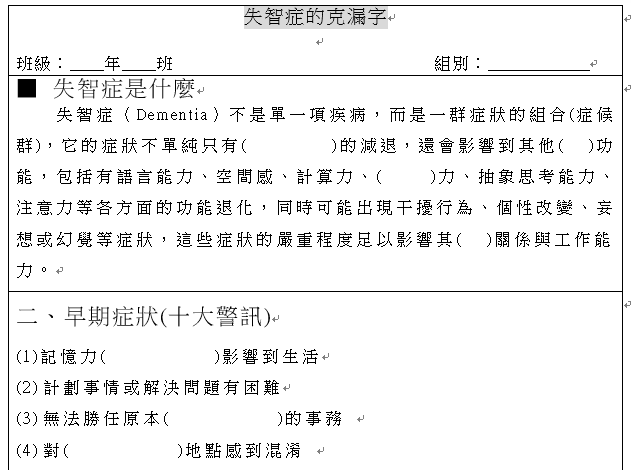 失智症的克漏字
班級：____年____班 組別：____________
■ 失智症是什麼
失智症（Dementia）不是單一項疾病，而是一群症狀的組合(症候
群)，它的症狀不單純只有(          )的減退，還會影響到其他(  )功
能，包括有語言能力、空間感、計算力、(     )力、抽象思考能力、
注意力等各方面的功能退化，同時可能出現干擾行為、個性改變、妄
想或幻覺等症狀，這些症狀的嚴重程度足以影響其(  )關係與工作能
力。
二、早期症狀(十大警訊)
(1)記憶力(            )影響到生活
(2)計劃事情或解決問題有困難
(3)無法勝任原本(            )的事務
(4)對(            )地點感到混淆